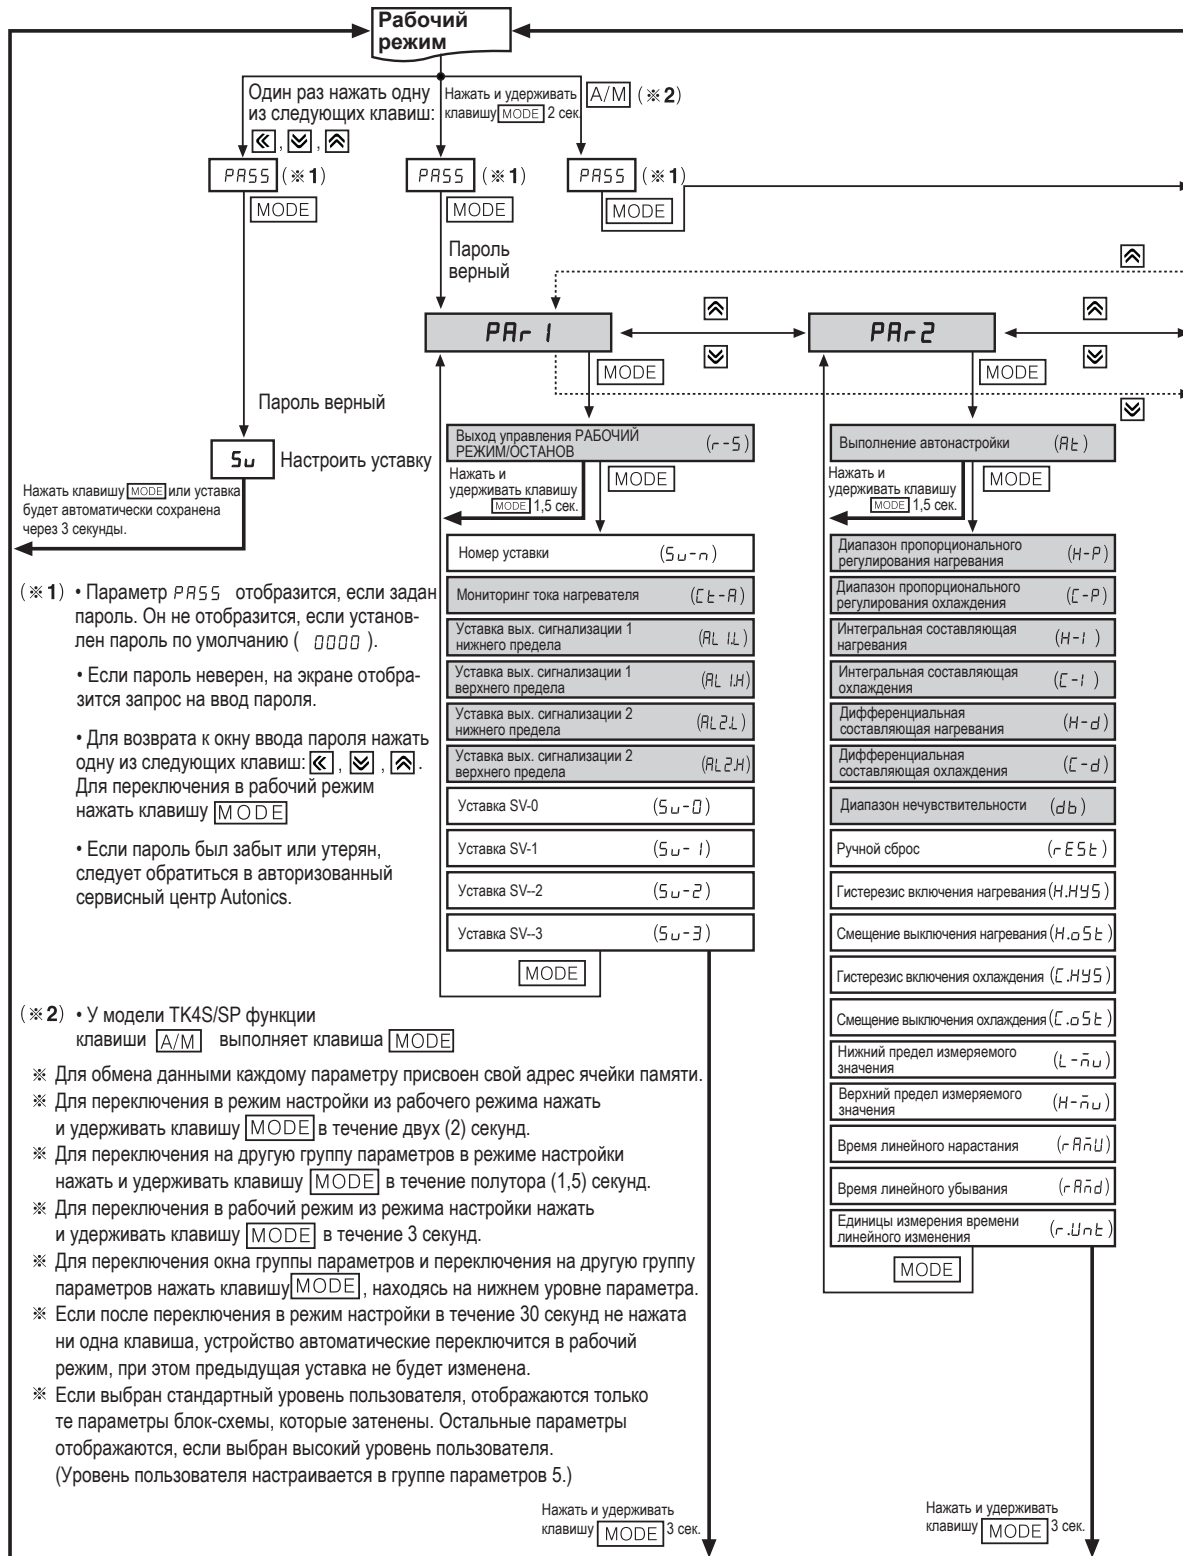 Рабочий
режим
Один раз нажать одну
из следующих клавиш:
Нажать и удерживать
клавишу MODE 2 сек.
A/M (※2)
PASS (※1)
MODE
PASS (※1)
MODE
PASS (※1)
MODE
Пароль
верный
PAr1
MODE
PAr2
MODE
Пароль верный
Su
Настроить уставку
Нажать клавишу MODE или уставка
будет автоматически сохранена
через 3 секунды.
Выход управления РАБОЧИЙ
РЕЖИМ/ОСТАНОВ (r-S)
Нажать и
удерживать клавишу
MODE 1,5 сек.
MODE
Номер уставки (Su-n)
Мониторинг тока нагревателя (Ct-A)
Уставка вых. сигнализации 1
нижнего предела (AL1.L)
Уставка вых. сигнализации 1
верхнего предела (AL1.H)
Уставка вых. сигнализации 2
нижнего предела (AL2.L)
Уставка вых. сигнализации 2
верхнего предела (AL2.H)
Уставка SV-0 (Su-0)
Уставка SV-1 (Su-1)
Уставка SV--2 (Su-2)
Уставка SV--3 (Su-3)
MODE
Выполнение автонастройки (At)
Нажать и
удерживать клавишу
MODE 1,5 сек.
MODE
Диапазон пропорционального
регулирования нагревания (H-P)
Диапазон пропорционального
регулирования охлаждения (C-P)
Интегральная составляющая
нагревания (H-I)
Интегральная составляющая
охлаждения (C-I)
Дифференциальная
составляющая нагревания (H-d)
Дифференциальная
составляющая охлаждения (C-d)
Диапазон нечувствительности (db)
Ручной сброс (rESt)
Гистерезис включения нагревания (H.HYS)
Смещение выключения нагревания (H.oSt)
Гистерезис включения охлаждения (C.HYS)
Смещение выключения охлаждения (C.oSt)
Нижний предел измеряемого
значения (L-m̄u)
Верхний предел измеряемого
значения (H-m̄u)
Время линейного нарастания (rAm̄U)
Время линейного убывания (rAm̄d)
Единицы измерения времени
линейного изменения (r.Unt)
MODE
(※1) • Параметр PASS отобразится, если задан
пароль. Он не отобразится, если установ-
лен пароль по умолчанию ( 0000 ).
• Если пароль неверен, на экране отобра-
зится запрос на ввод пароля.
• Для возврата к окну ввода пароля нажать
одну из следующих клавиш: , , .
Для переключения в рабочий режим
нажать клавишу MODE
• Если пароль был забыт или утерян,
следует обратиться в авторизованный
сервисный центр Autonics.
(※2) • У модели TK4S/SP функции
клавиши A/M выполняет клавиша MODE
※ Для обмена данными каждому параметру присвоен свой адрес ячейки памяти.
※ Для переключения в режим настройки из рабочего режима нажать
и удерживать клавишу MODE в течение двух (2) секунд.
※ Для переключения на другую группу параметров в режиме настройки
нажать и удерживать клавишу MODE в течение полутора (1,5) секунд.
※ Для переключения в рабочий режим из режима настройки нажать
и удерживать клавишу MODE в течение 3 секунд.
※ Для переключения окна группы параметров и переключения на другую группу
параметров нажать клавишу MODE, находясь на нижнем уровне параметра.
※ Если после переключения в режим настройки в течение 30 секунд не нажата
ни одна клавиша, устройство автоматические переключится в рабочий
режим, при этом предыдущая уставка не будет изменена.
※ Если выбран стандартный уровень пользователя, отображаются только
те параметры блок-схемы, которые затенены. Остальные параметры
отображаются, если выбран высокий уровень пользователя.
(Уровень пользователя настраивается в группе параметров 5.)
Нажать и удерживать
клавишу MODE 3 сек.
Нажать и удерживать
клавишу MODE 3 сек.